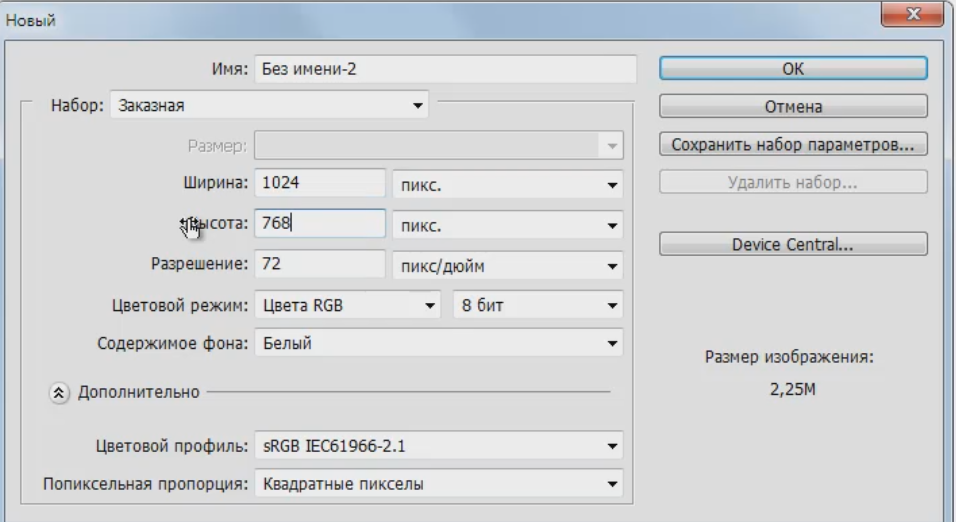 Новый
Имя: Без имени-2
OK
Набор: Заказная
Отмена
Размер:
Сохранить набор параметров...
Ширина: 1024 пикс.
Удалить набор...
Высота: 768 пикс.
Device Central...
Разрешение: 72 пикс/дюйм
Цветовой режим: Цвета RGB 8 бит
Содержимое фона: Белый
Размер изображения:
2,25M
Дополнительно
Цветовой профиль: sRGB IEC61966-2.1
Попиксельная пропорция: Квадратные пикселы